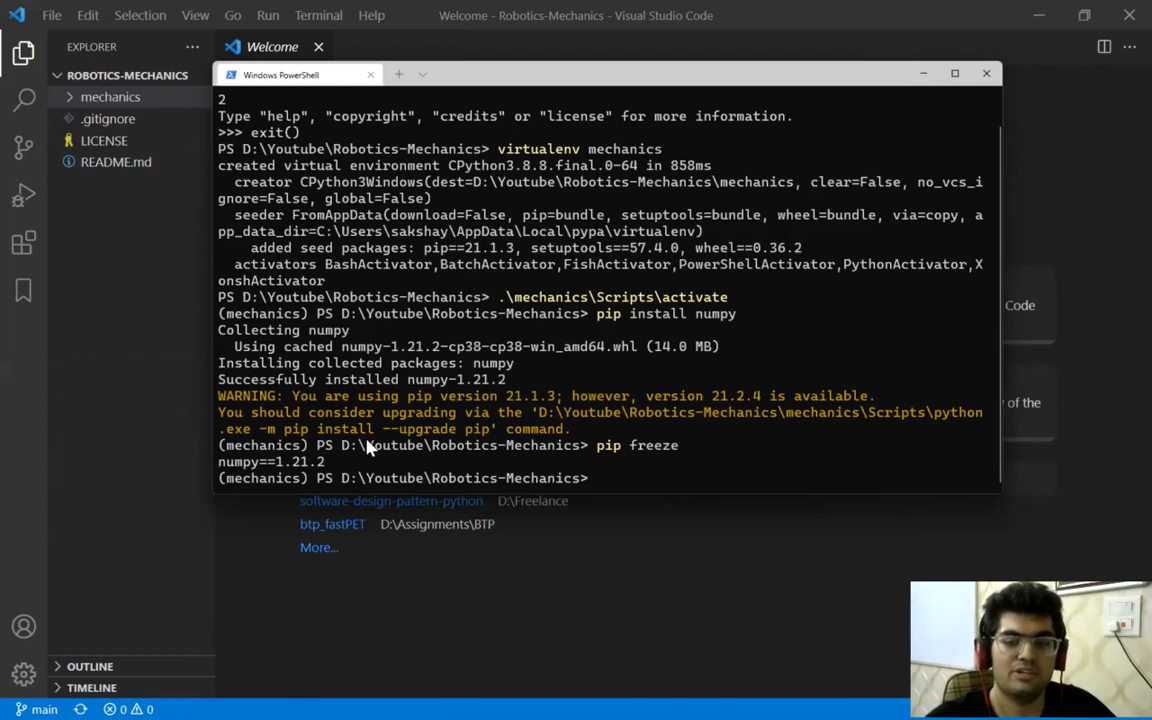 File Edit Selection View Go Run Terminal Help
Welcome - Robotics-Mechanics - Visual Studio Code
EXPLORER
Welcome
ROBOTICS-MECHANICS
mechanics
.gitignore
LICENSE
README.md
Windows PowerShell
2
Type "help", "copyright", "credits" or "license" for more information.
>>> exit()
PS D:\Youtube\Robotics-Mechanics> virtualenv mechanics
created virtual environment CPython3.8.8.final.0-64 in 858ms
creator CPython3Windows(dest=D:\Youtube\Robotics-Mechanics\mechanics, clear=False, no_vcs_i
gnore=False, global=False)
seeder FromAppData(download=False, pip=bundle, setuptools=bundle, wheel=bundle, via=copy, a
pp_data_dir=C:\Users\sakshay\AppData\Local\pypa\virtualenv)
added seed packages: pip==21.1.3, setuptools==57.4.0, wheel==0.36.2
activators BashActivator,BatchActivator,FishActivator,PowerShellActivator,PythonActivator,X
onshActivator
PS D:\Youtube\Robotics-Mechanics> .\mechanics\Scripts\activate
(mechanics) PS D:\Youtube\Robotics-Mechanics> pip install numpy
Collecting numpy
Using cached numpy-1.21.2-cp38-cp38-win_amd64.whl (14.0 MB)
Installing collected packages: numpy
Successfully installed numpy-1.21.2
WARNING: You are using pip version 21.1.3; however, version 21.2.4 is available.
You should consider upgrading via the 'D:\Youtube\Robotics-Mechanics\mechanics\Scripts\python
.exe -m pip install --upgrade pip' command.
(mechanics) PS D:\Youtube\Robotics-Mechanics> pip freeze
numpy==1.21.2
(mechanics) PS D:\Youtube\Robotics-Mechanics>
Code
y of the
software-design-pattern-python D:\Freelance
btp_fastPET D:\Assignments\BTP
More...
OUTLINE
TIMELINE
main 0 0